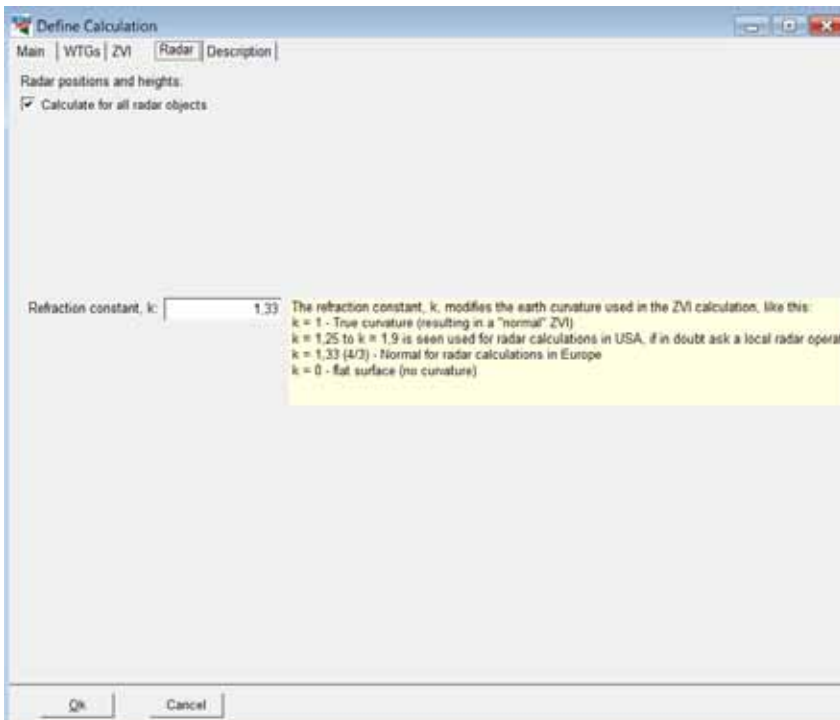 Define Calculation
Main WTGs ZVI Radar Description
Radar positions and heights:
Calculate for all radar objects
Refraction constant, k: 1,33
The refraction constant, k, modifies the earth curvature used in the ZVI calculation, like this:
k = 1 - True curvature (resulting in a "normal" ZVI)
k = 1,25 to k = 1,9 is seen used for radar calculations in USA, if in doubt ask a local radar operat
k = 1,33 (4/3) - Normal for radar calculations in Europe
k = 0 - flat surface (no curvature)
Ok Cancel